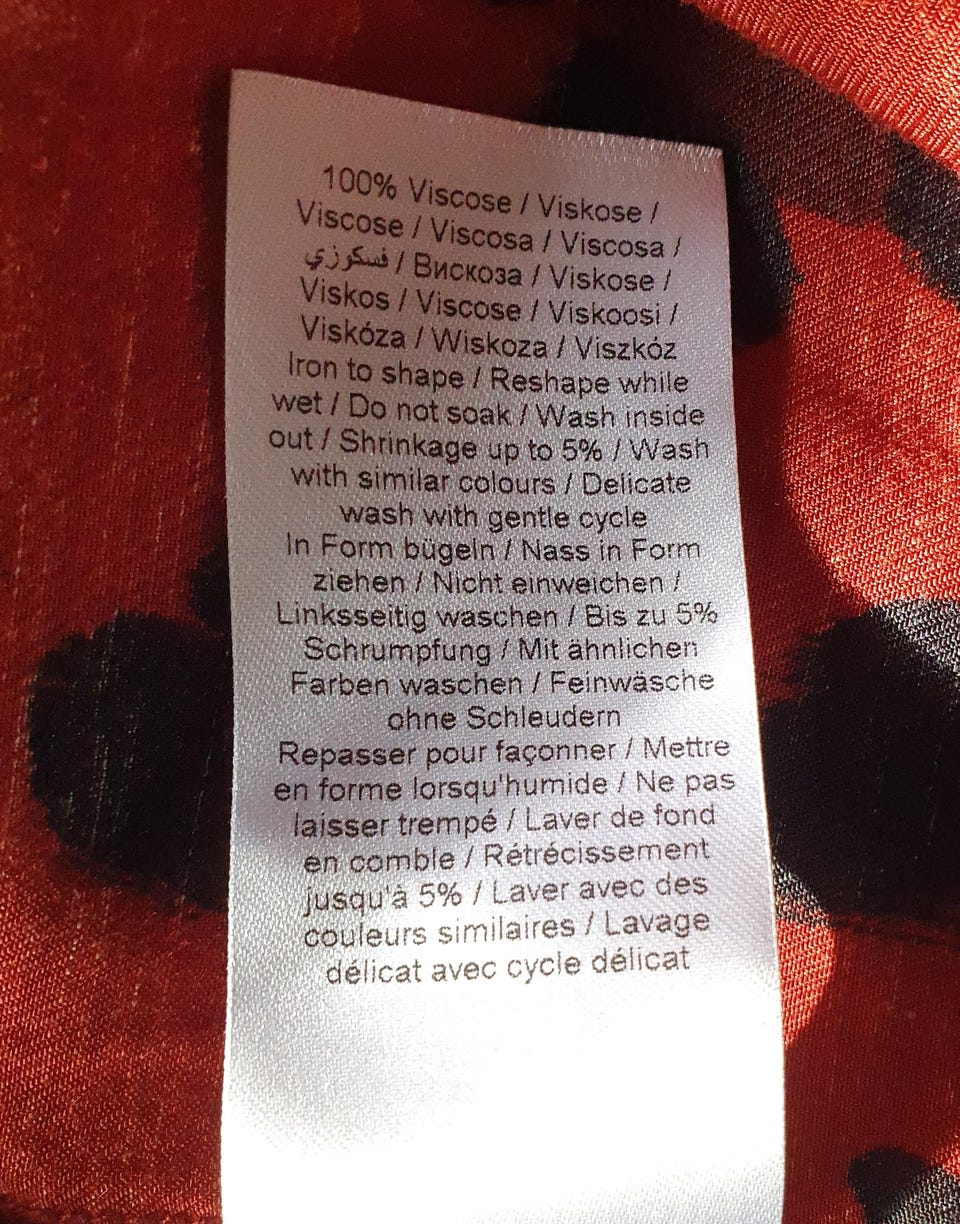 100% Viscose / Viskose /
Viscose / Viscosa / Viscosa /
فسكوزي / Вискоза / Viskose /
Viskos / Viscose / Viskoosi /
Viskóza / Wiskoza / Viszkóz
Iron to shape / Reshape while
wet / Do not soak / Wash inside
out / Shrinkage up to 5% / Wash
with similar colours / Delicate
wash with gentle cycle
In Form bügeln / Nass in Form
ziehen / Nicht einweichen /
Linksseitig waschen / Bis zu 5%
Schrumpfung / Mit ähnlichen
Farben waschen / Feinwäsche
ohne Schleudern
Repasser pour façonner / Mettre
en forme lorsqu'humide / Ne pas
laisser trempé / Laver de fond
en comble / Rétrécissement
jusqu'à 5% / Laver avec des
couleurs similaires / Lavage
délicat avec cycle délicat